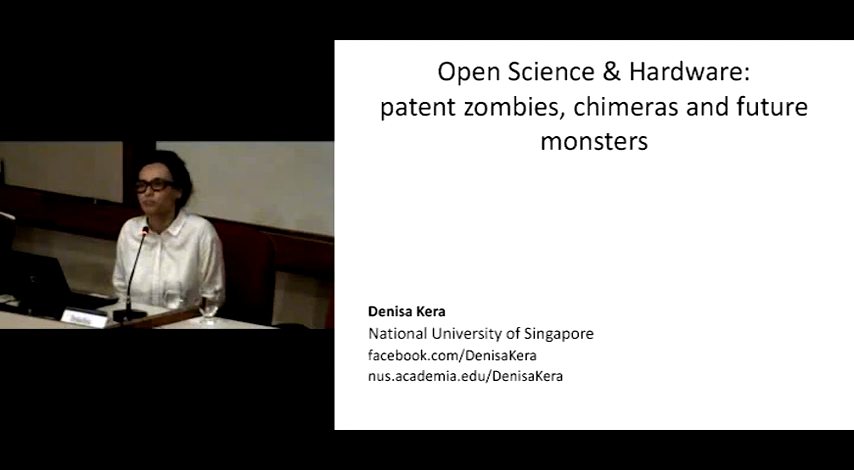 Open Science & Hardware:
patent zombies, chimeras and future
monsters
Denisa Kera
National University of Singapore
facebook.com/DenisaKera
nus.academia.edu/DenisaKera